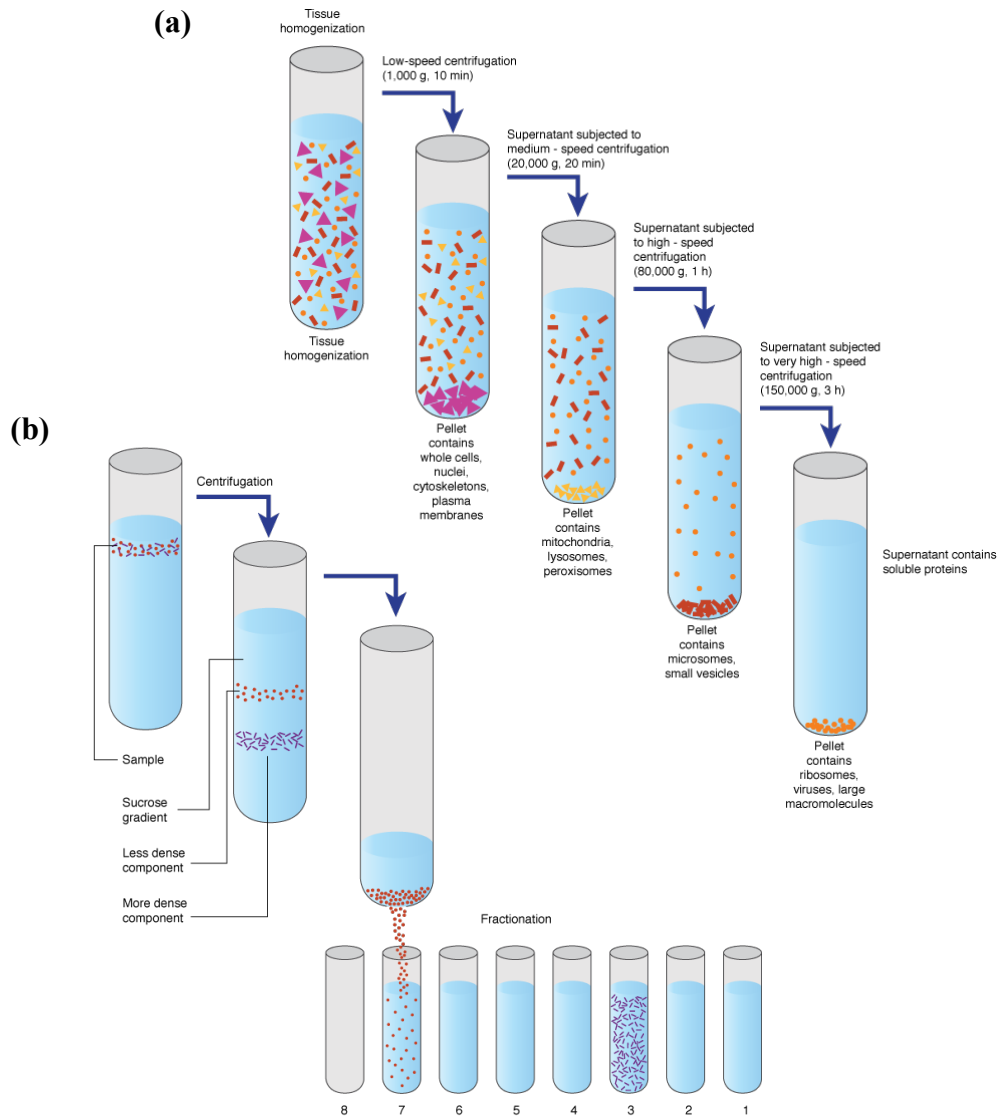 (a)
Tissue
homogenization
Low-speed centrifugation
(1,000 g, 10 min)
Supernatant subjected to
medium - speed centrifugation
(20,000 g, 20 min)
Supernatant subjected
to high - speed
centrifugation
(80,000 g, 1 h)
Supernatant subjected
to very high - speed
centrifugation
(150,000 g, 3 h)
Tissue
homogenization
Pellet
contains
whole cells,
nuclei,
cytoskeletons,
plasma
membranes
Pellet
contains
mitochondria,
lysosomes,
peroxisomes
Pellet
contains
microsomes,
small vesicles
Supernatant contains
soluble proteins
Pellet
contains
ribosomes,
viruses, large
macromolecules
(b)
Centrifugation
Sample
Sucrose
gradient
Less dense
component
More dense
component
Fractionation
8 7 6 5 4 3 2 1